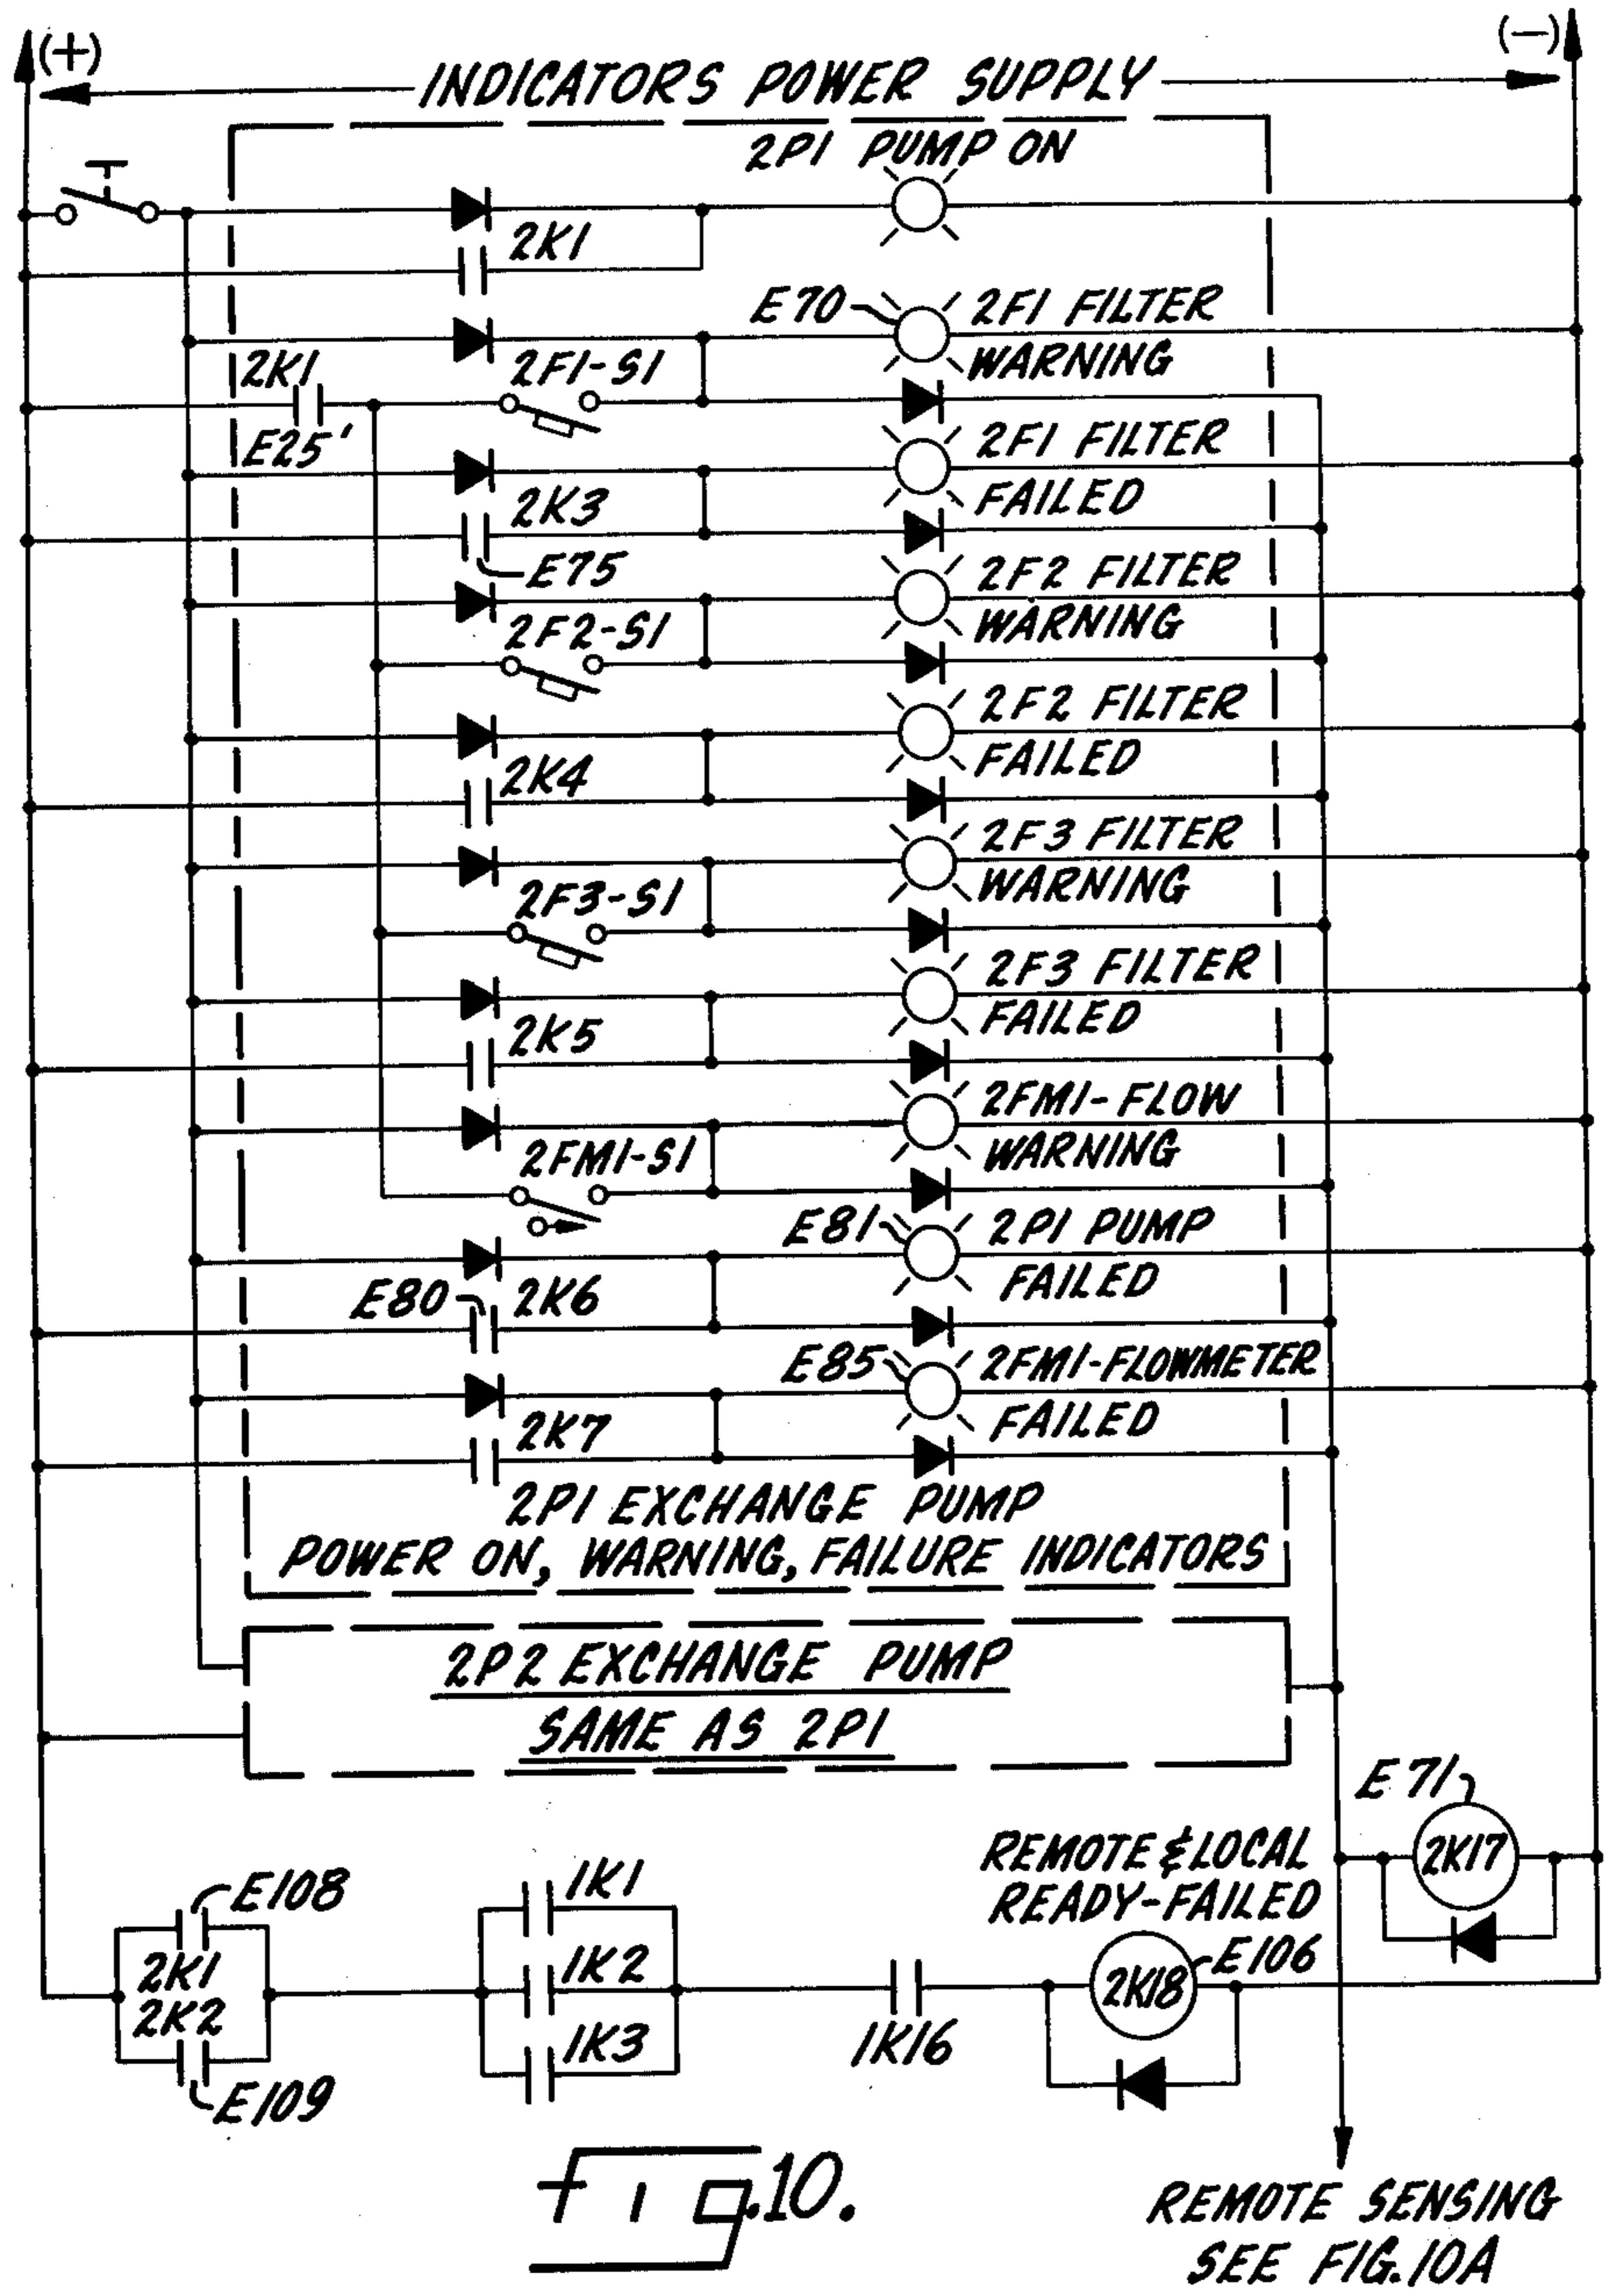 (+)
(—)
INDICATORS POWER SUPPLY
2P1 PUMP ON
2K1
E70
2F1 FILTER
WARNING
2K1
2F1-S1
E25'
2F1 FILTER
FAILED
2K3
E75
2F2 FILTER
WARNING
2F2-S1
2F2 FILTER
FAILED
2K4
2F3 FILTER
WARNING
2F3-S1
2F3 FILTER
FAILED
2K5
2FM1-FLOW
WARNING
2FM1-S1
E81
2P1 PUMP
FAILED
E80
2K6
E85
2FM1-FLOWMETER
FAILED
2K7
2P1 EXCHANGE PUMP
POWER ON, WARNING, FAILURE INDICATORS
2P2 EXCHANGE PUMP
SAME AS 2P1
E71
2K17
REMOTE & LOCAL
READY-FAILED
E108
2K1
2K2
E109
1K1
1K2
1K3
1K16
2K18
E106
Fig.10.
REMOTE SENSING
SEE FIG.10A